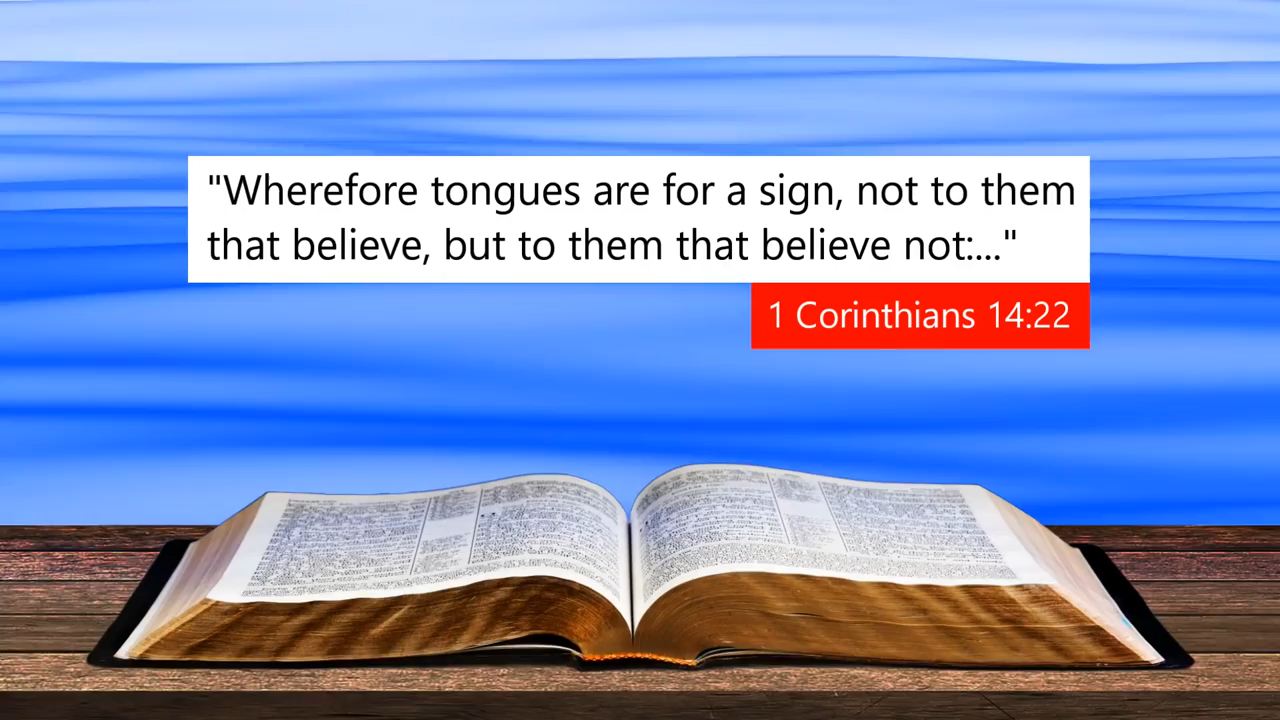 "Wherefore tongues are for a sign, not to them
that believe, but to them that believe not:..."
1 Corinthians 14:22